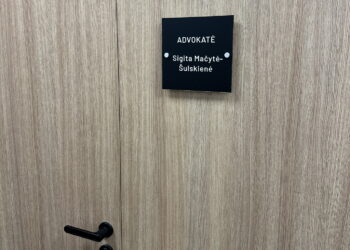 ADVOKATĖ
Sigita Mačytė-
Šulskienė